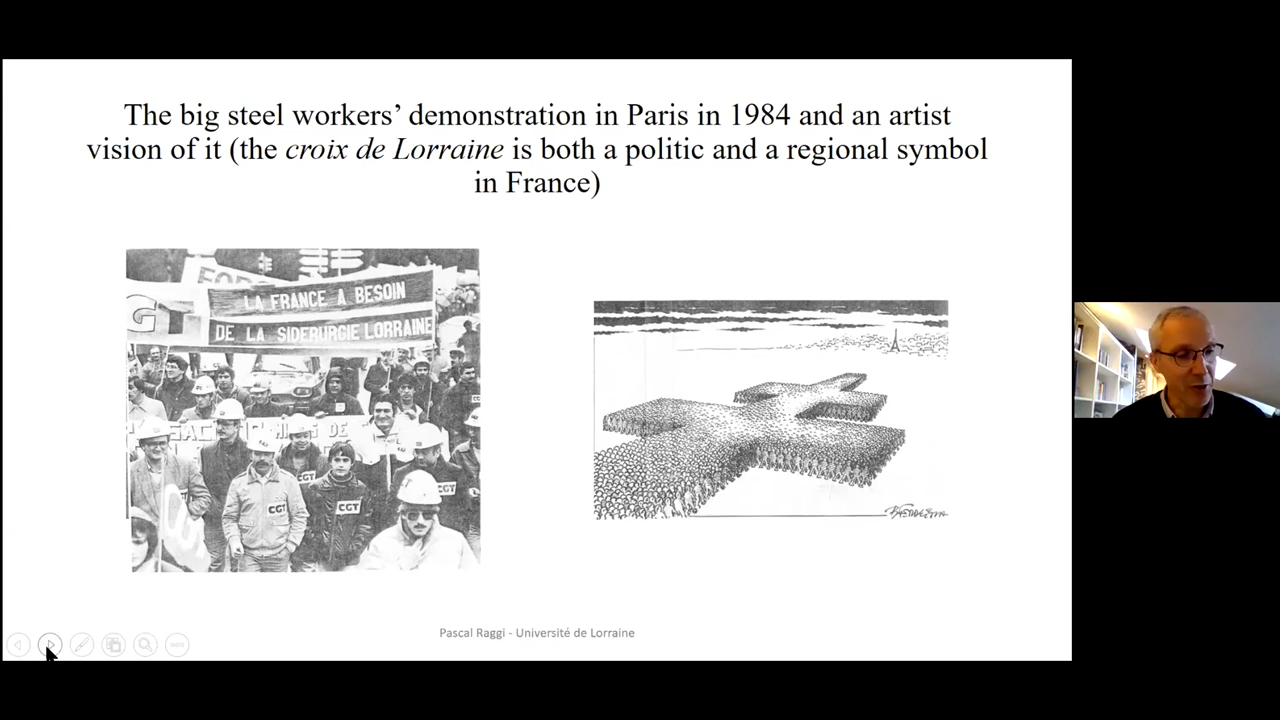 The big steel workers’ demonstration in Paris in 1984 and an artist
vision of it (the croix de Lorraine is both a politic and a regional symbol
in France)
LA FRANCE A BESOIN
DE LA SIDERURGIE LORRAINE
CGT
CGT
CGT
CGT
Pascal Raggi - Université de Lorraine